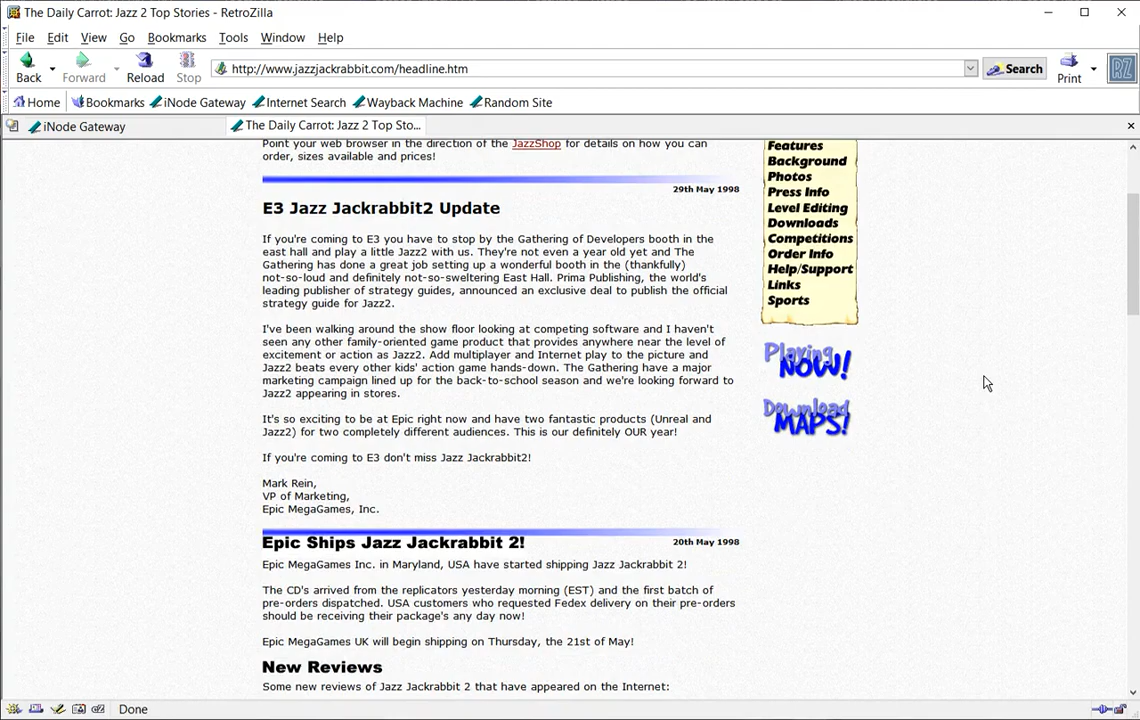 The Daily Carrot: Jazz 2 Top Stories - RetroZilla
File Edit View Go Bookmarks Tools Window Help
Back Forward Reload Stop http://www.jazzjackrabbit.com/headline.htm Search Print RZ
Home Bookmarks iNode Gateway Internet Search Wayback Machine Random Site
iNode Gateway The Daily Carrot: Jazz 2 Top Sto...
Point your web browser in the direction of the JazzShop for details on how you can
order, sizes available and prices!
29th May 1998
E3 Jazz Jackrabbit2 Update
If you're coming to E3 you have to stop by the Gathering of Developers booth in the
east hall and play a little Jazz2 with us. They're not even a year old yet and The
Gathering has done a great job setting up a wonderful booth in the (thankfully)
not-so-loud and definitely not-so-sweltering East Hall. Prima Publishing, the world's
leading publisher of strategy guides, announced an exclusive deal to publish the official
strategy guide for Jazz2.
I've been walking around the show floor looking at competing software and I haven't
seen any other family-oriented game product that provides anywhere near the level of
excitement or action as Jazz2. Add multiplayer and Internet play to the picture and
Jazz2 beats every other kids' action game hands-down. The Gathering have a major
marketing campaign lined up for the back-to-school season and we're looking forward to
Jazz2 appearing in stores.
It's so exciting to be at Epic right now and have two fantastic products (Unreal and
Jazz2) for two completely different audiences. This is our definitely OUR year!
If you're coming to E3 don't miss Jazz Jackrabbit2!
Mark Rein,
VP of Marketing,
Epic MegaGames, Inc.
Epic Ships Jazz Jackrabbit 2!
20th May 1998
Epic MegaGames Inc. in Maryland, USA have started shipping Jazz Jackrabbit 2!
The CD's arrived from the replicators yesterday morning (EST) and the first batch of
pre-orders dispatched. USA customers who requested Fedex delivery on their pre-orders
should be receiving their package's any day now!
Epic MegaGames UK will begin shipping on Thursday, the 21st of May!
New Reviews
Some new reviews of Jazz Jackrabbit 2 that have appeared on the Internet:
Features
Background
Photos
Press Info
Level Editing
Downloads
Competitions
Order Info
Help/Support
Links
Sports
Playing
NOW!
Download
MAPS!
Done